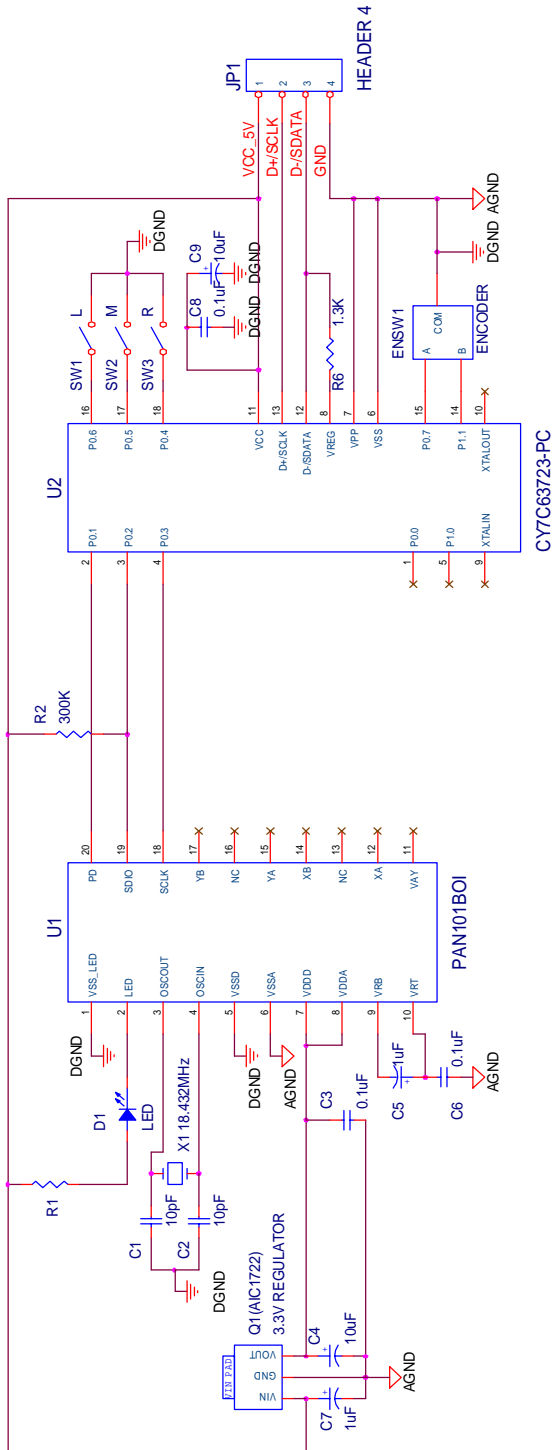 R1
D1
LED
R2
300K
X1 18.432MHz
C1
10pF
C2
10pF
DGND
DGND
DGND
AGND
Q1(AIC1722)
3.3V REGULATOR
VIN PAD
VIN
GND
VOUT
C7
1uF
C4
10uF
C3
0.1uF
AGND
C5
1uF
C6
0.1uF
AGND
U1
1 VSS_LED
2 LED
3 OSCOUT
4 OSCIN
5 VSSD
6 VSSA
7 VDDD
8 VDDA
9 VRB
10 VRT
PD 20
SDIO 19
SCLK 18
YB 17
NC 16
YA 15
XB 14
NC 13
XA 12
VAY 11
PAN101BOI
U2
2 P0.1
3 P0.2
4 P0.3
1 P0.0
5 P1.0
9 XTALIN
P0.6 16
P0.5 17
P0.4 18
VCC 11
D+/SCLK 13
D-/SDATA 12
VREG 8
VPP 7
VSS 6
P0.7 15
P1.1 14
XTALOUT 10
CY7C63723-PC
SW1 L
SW2 M
SW3 R
DGND
C8
0.1uF
DGND
C9
10uF
DGND
R6
1.3K
ENSW1
A
B
COM
ENCODER
DGND
AGND
VCC_5V
D+/SCLK
D-/SDATA
GND
JP1
1
2
3
4
HEADER 4